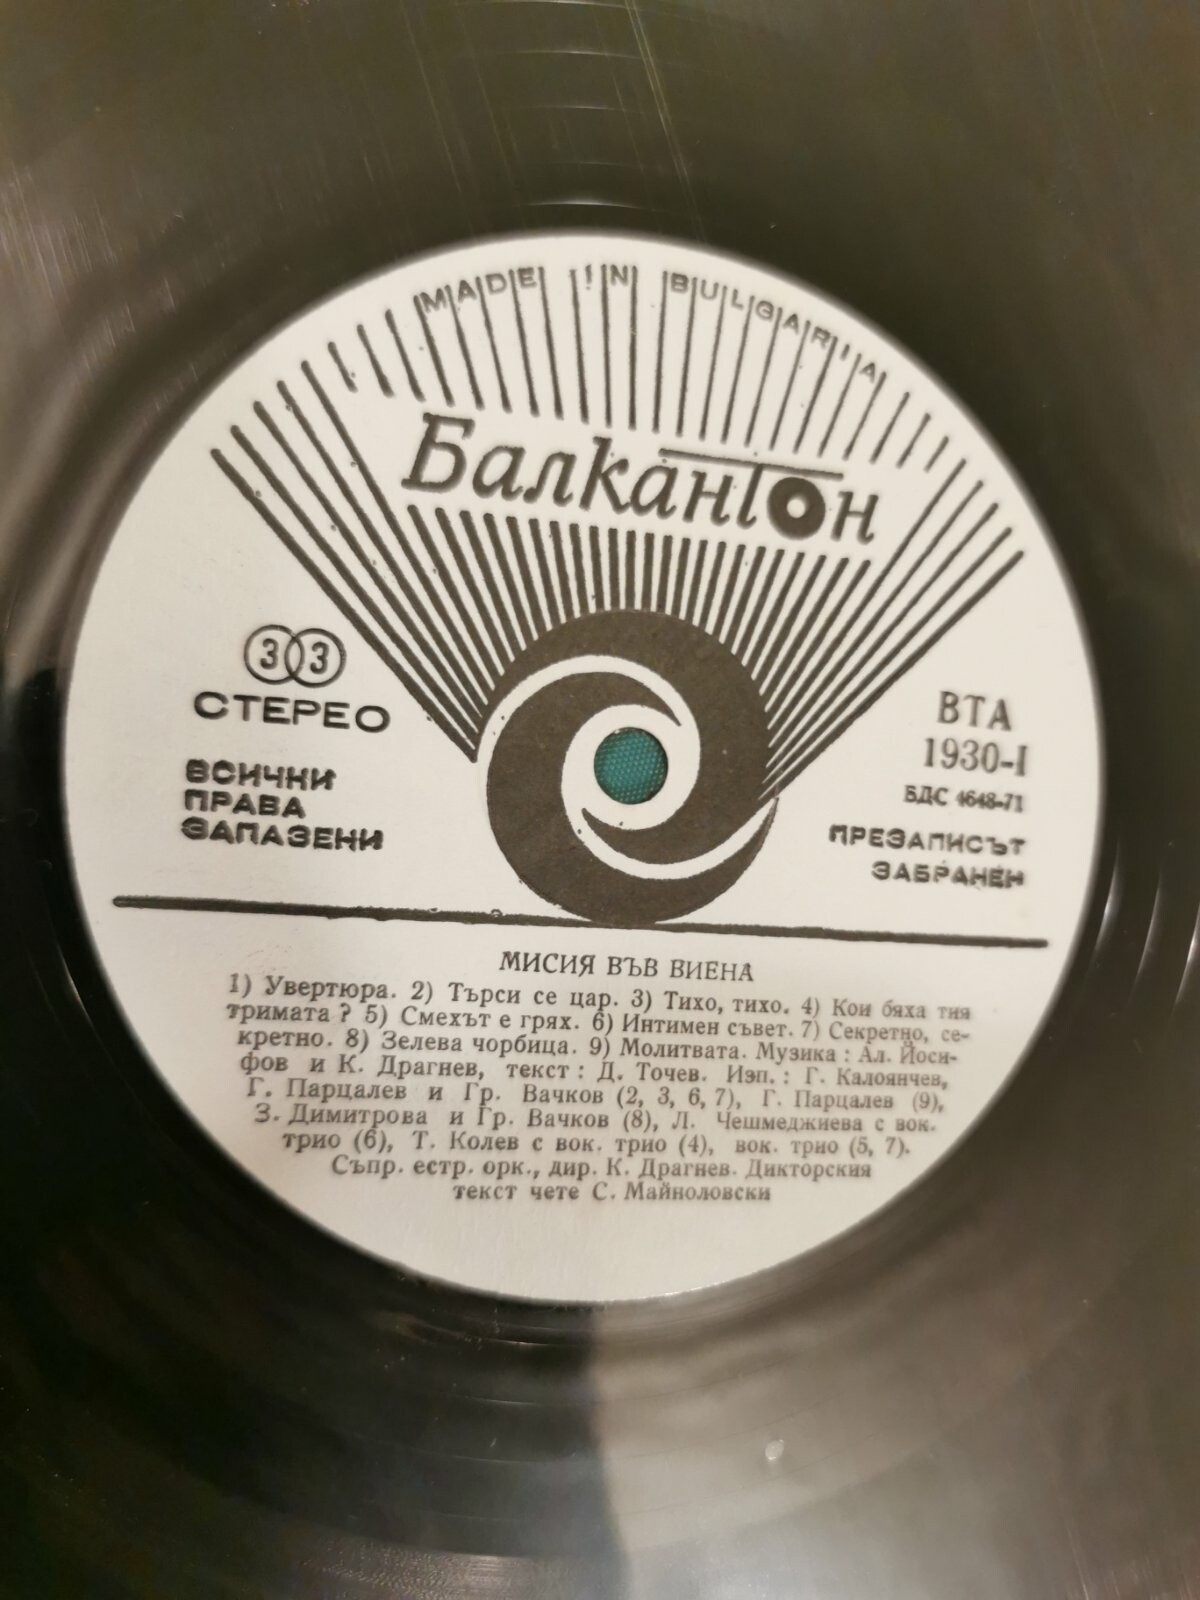 MADE IN BULGARIA
Балкантон
33
СТЕРЕО
ВСИЧКИ
ПРАВА
ЗАПАЗЕНИ
ВТА
1930-I
БДС 4648-71
ПРЕЗАПИСЪТ
ЗАБРАНЕН
МИСИЯ ВЪВ ВИЕНА
1) Увертюра. 2) Търси се цар. 3) Тихо, тихо. 4) Кои бяха тия
тримата ? 5) Смехът е грях. 6) Интимен съвет. 7) Секретно, се-
кретно. 8) Зелева чорбица. 9) Молитвата. Музика : Ал. Йоси-
фов и К. Драгнев, текст : Д. Точев. Изп. : Г. Калоянчев,
Г. Парцалев и Гр. Вачков (2, 3, 6, 7), Г. Парцалев (9),
З. Димитрова и Гр. Вачков (8), Л. Чешмеджиева с вок.
трио (6), Т. Колев с вок. трио (4), вок. трио (5, 7).
Съпр. естр. орк., дир. К. Драгнев. Дикторския
текст чете С. Майноловски